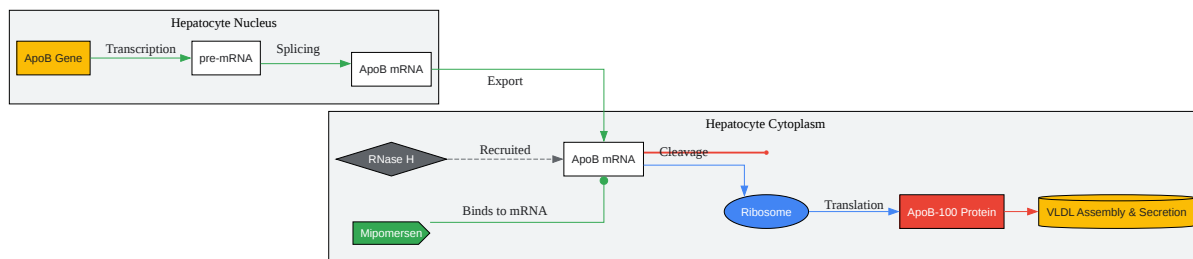 Hepatocyte Nucleus
ApoB Gene
Transcription
pre-mRNA
Splicing
ApoB mRNA
Export
Hepatocyte Cytoplasm
RNase H
Recruited
ApoB mRNA
Cleavage
Mipomersen
Binds to mRNA
Ribosome
Translation
ApoB-100 Protein
VLDL Assembly & Secretion